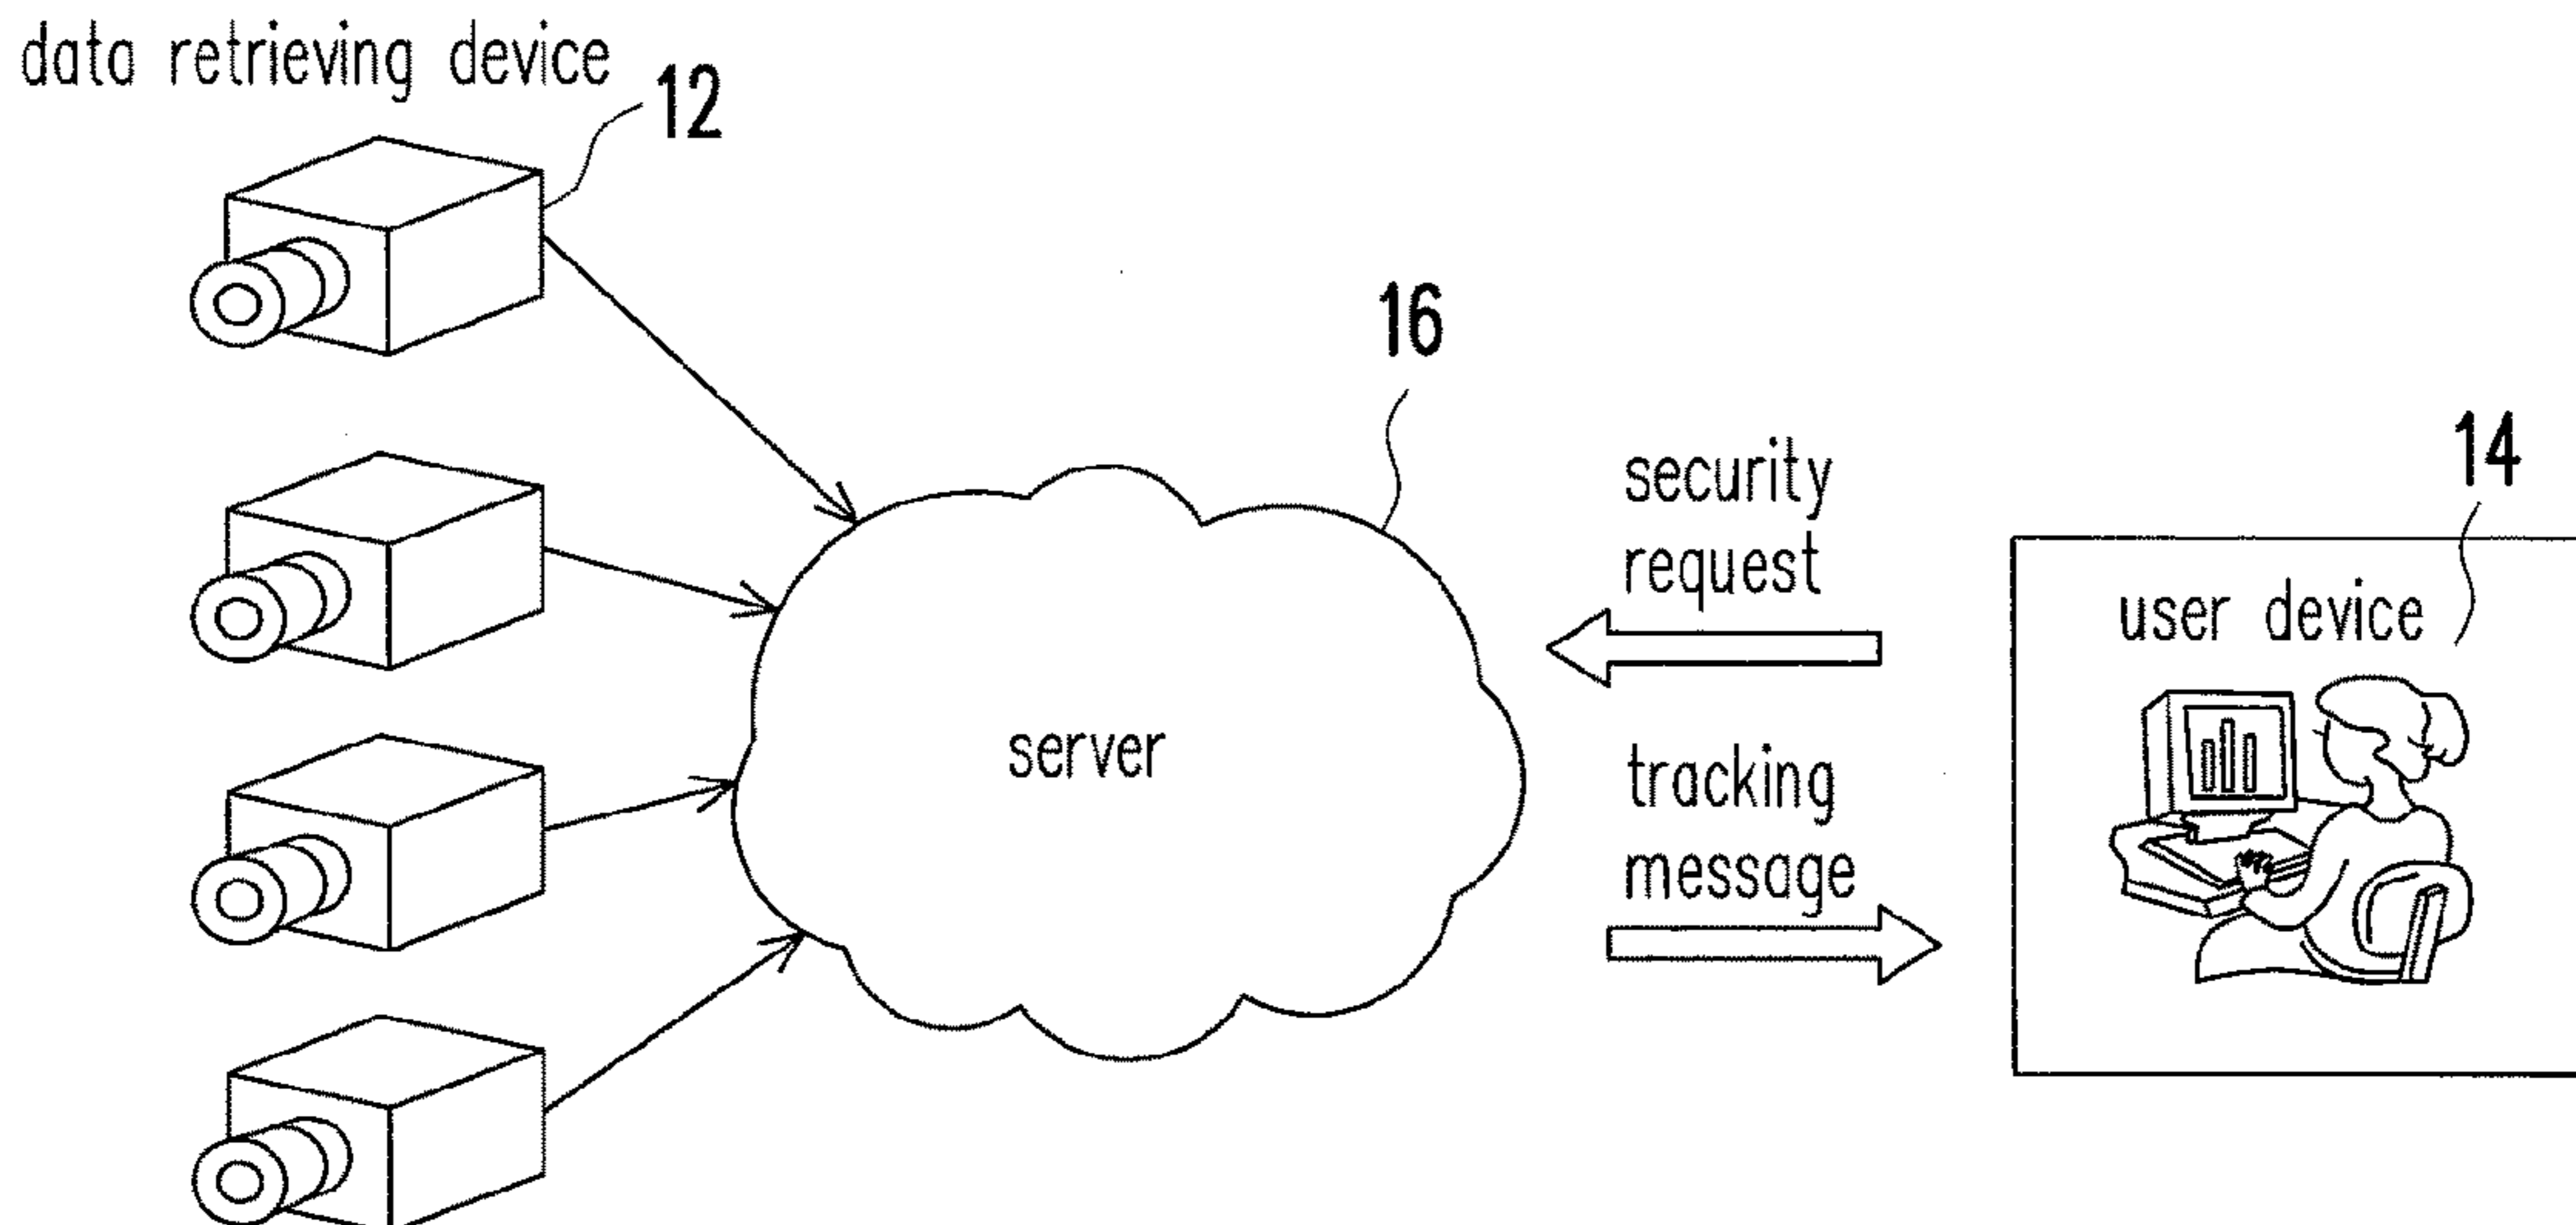 data retrieving device
12
16
security
request
14
user device
server
tracking
message